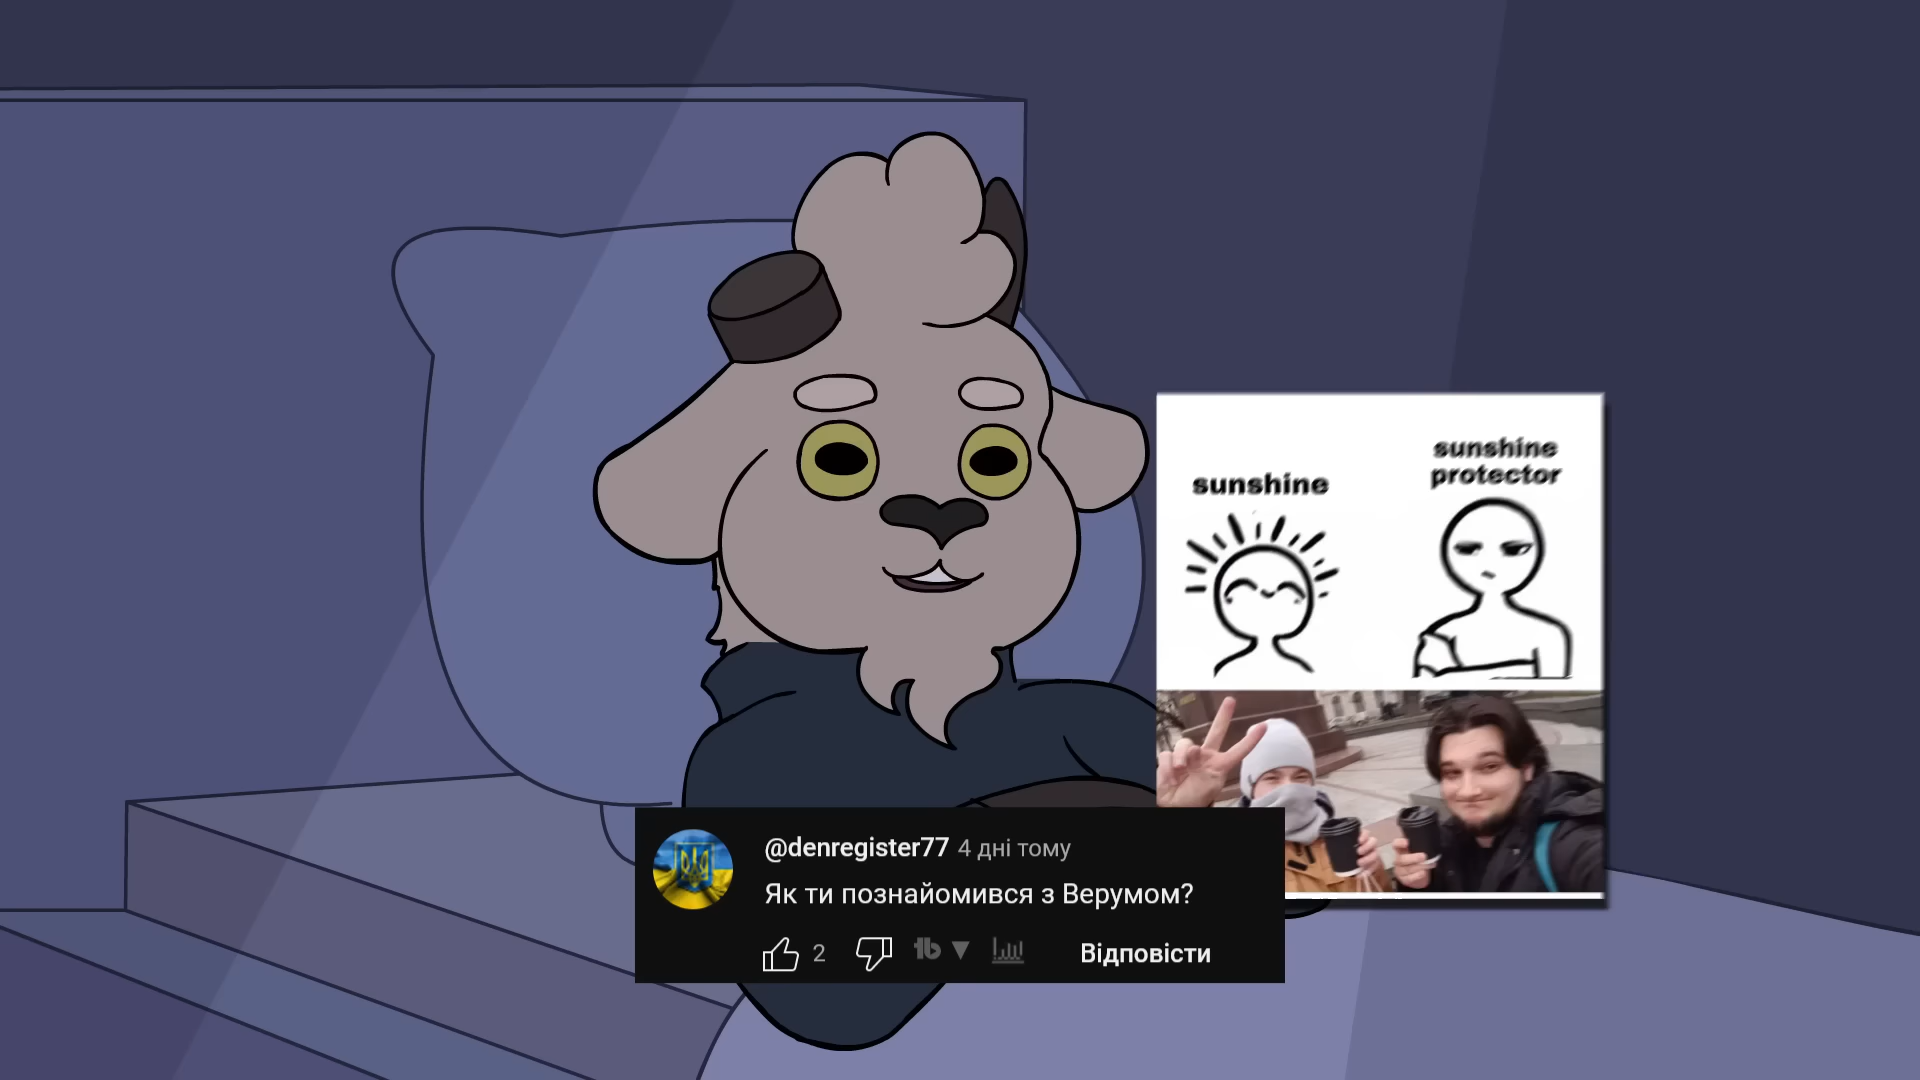 sunshine
sunshine
protector
@denregister77 4 дні тому
Як ти познайомився з Верумом?
2
Відповісти